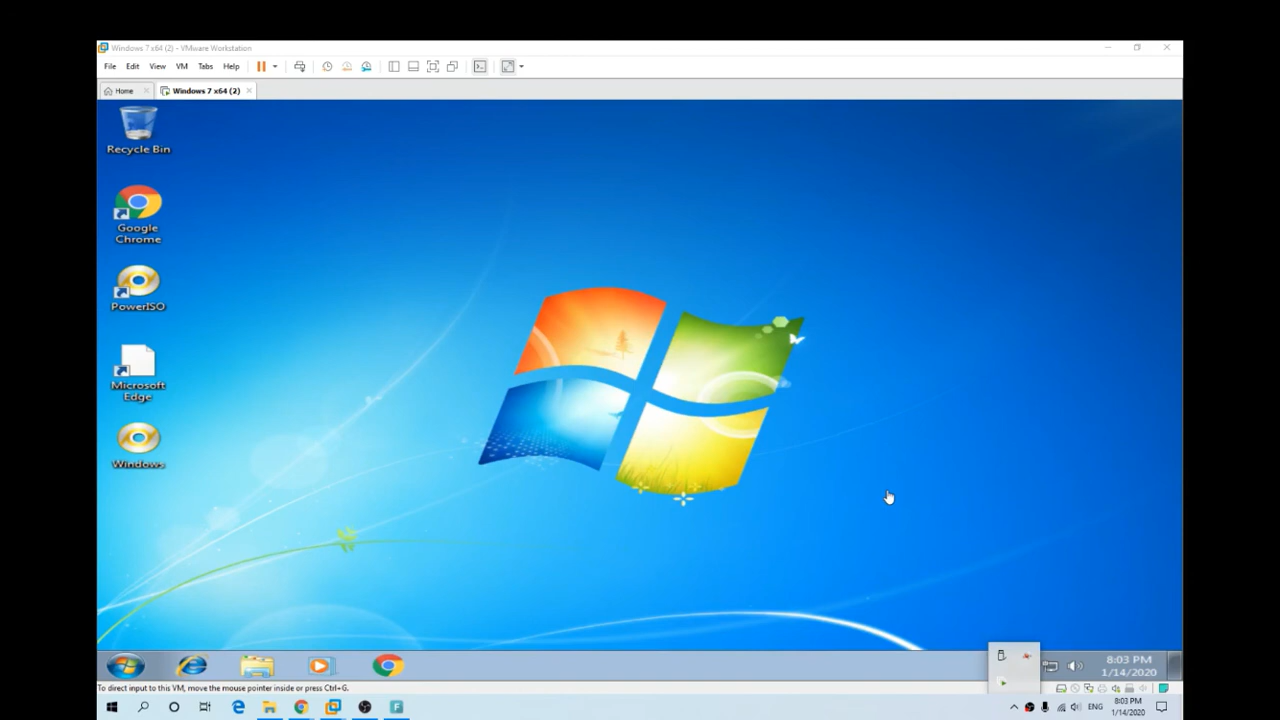 Windows 7 x64 (2) - VMware Workstation
File Edit View VM Tabs Help
Home Windows 7 x64 (2)
Recycle Bin
Google
Chrome
PowerISO
Microsoft
Edge
Windows
8:03 PM
1/14/2020
To direct input to this VM, move the mouse pointer inside or press Ctrl+G.
ENG
8:03 PM
1/14/2020